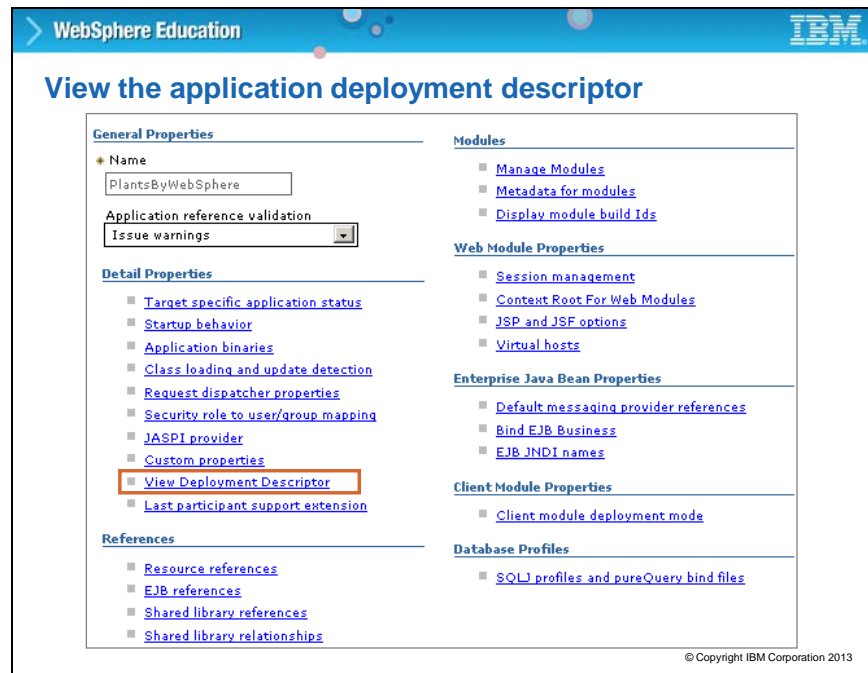 WebSphere Education
IBM
View the application deployment descriptor
General Properties
Name
PlantsByWebSphere
Application reference validation
Issue warnings
Detail Properties
Target specific application status
Startup behavior
Application binaries
Class loading and update detection
Request dispatcher properties
Security role to user/group mapping
JASPI provider
Custom properties
View Deployment Descriptor
Last participant support extension
References
Resource references
EJB references
Shared library references
Shared library relationships
Modules
Manage Modules
Metadata for modules
Display module build Ids
Web Module Properties
Session management
Context Root For Web Modules
JSP and JSF options
Virtual hosts
Enterprise Java Bean Properties
Default messaging provider references
Bind EJB Business
EJB JNDI names
Client Module Properties
Client module deployment mode
Database Profiles
SQLJ profiles and pureQuery bind files
© Copyright IBM Corporation 2013